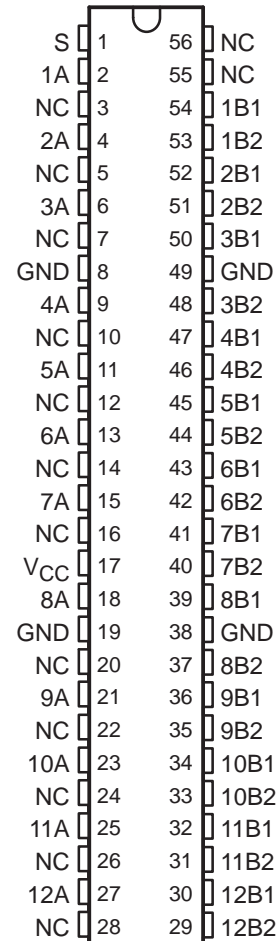 S 1 56 NC
1A 2 55 NC
NC 3 54 1B1
2A 4 53 1B2
NC 5 52 2B1
3A 6 51 2B2
NC 7 50 3B1
GND 8 49 GND
4A 9 48 3B2
NC 10 47 4B1
5A 11 46 4B2
NC 12 45 5B1
6A 13 44 5B2
NC 14 43 6B1
7A 15 42 6B2
NC 16 41 7B1
VCC 17 40 7B2
8A 18 39 8B1
GND 19 38 GND
NC 20 37 8B2
9A 21 36 9B1
NC 22 35 9B2
10A 23 34 10B1
NC 24 33 10B2
11A 25 32 11B1
NC 26 31 11B2
12A 27 30 12B1
NC 28 29 12B2